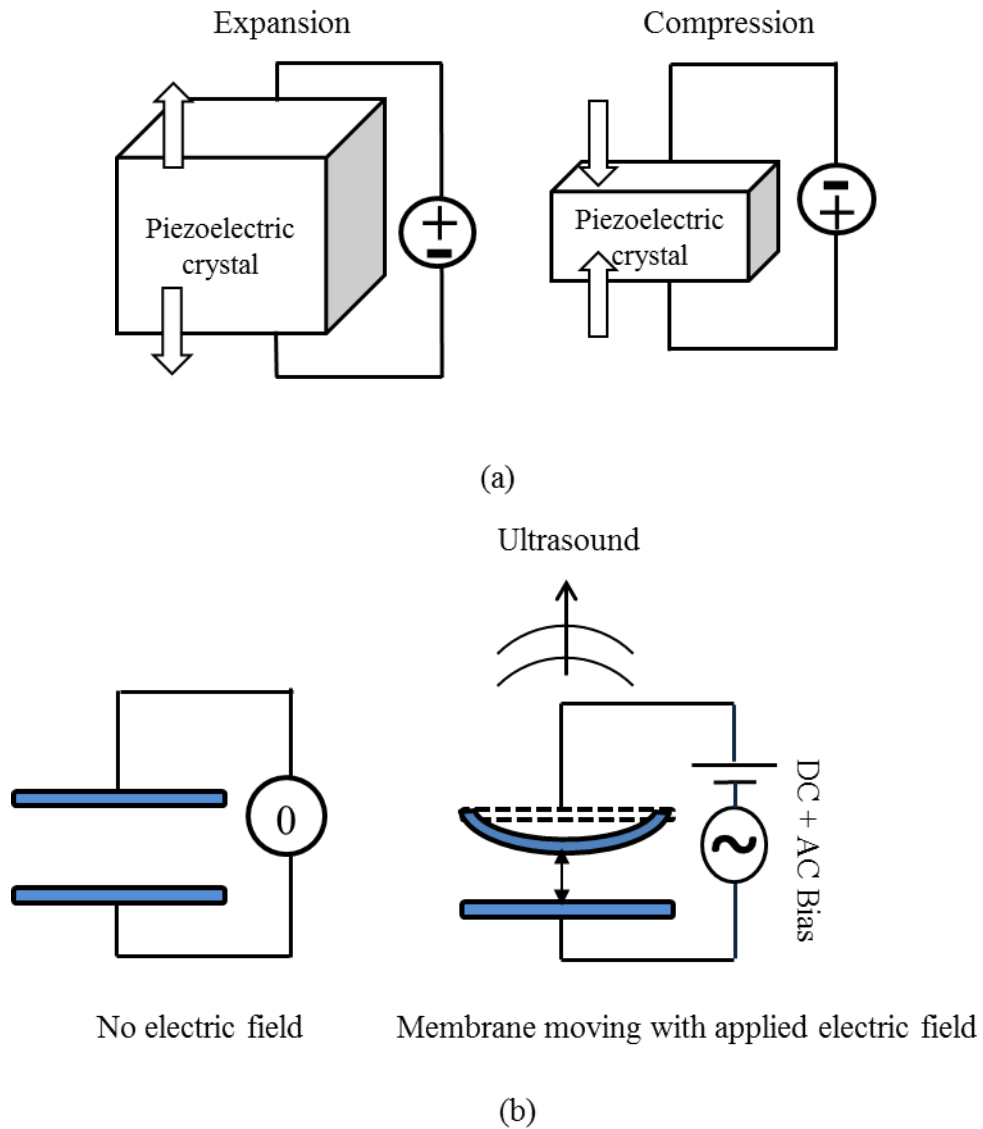 Expansion
Compression
+
-
Piezoelectric
crystal
-
+
Piezoelectric
crystal
(a)
Ultrasound
0
~
DC + AC Bias
No electric field
Membrane moving with applied electric field
(b)